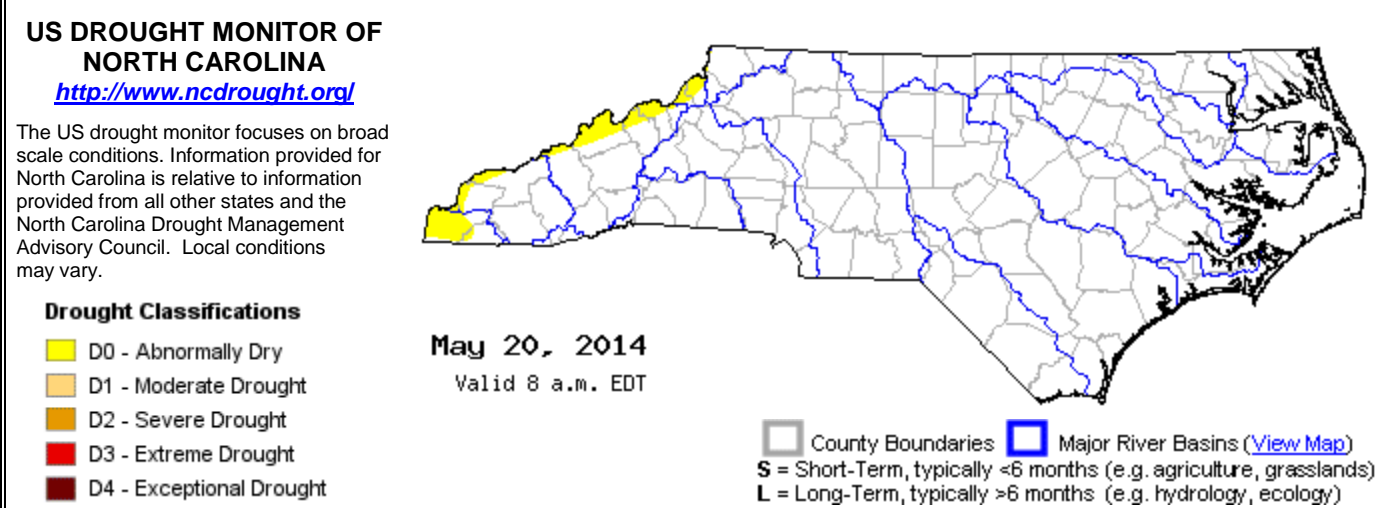 US DROUGHT MONITOR OF
NORTH CAROLINA
http://www.ncdrought.org/
The US drought monitor focuses on broad
scale conditions. Information provided for
North Carolina is relative to information
provided from all other states and the
North Carolina Drought Management
Advisory Council.  Local conditions
may vary.
Drought Classifications
D0 - Abnormally Dry
D1 - Moderate Drought
D2 - Severe Drought
D3 - Extreme Drought
D4 - Exceptional Drought
May 20, 2014
Valid 8 a.m. EDT
County Boundaries Major River Basins (View Map)
S = Short-Term, typically <6 months (e.g. agriculture, grasslands)
L = Long-Term, typically >6 months (e.g. hydrology, ecology)